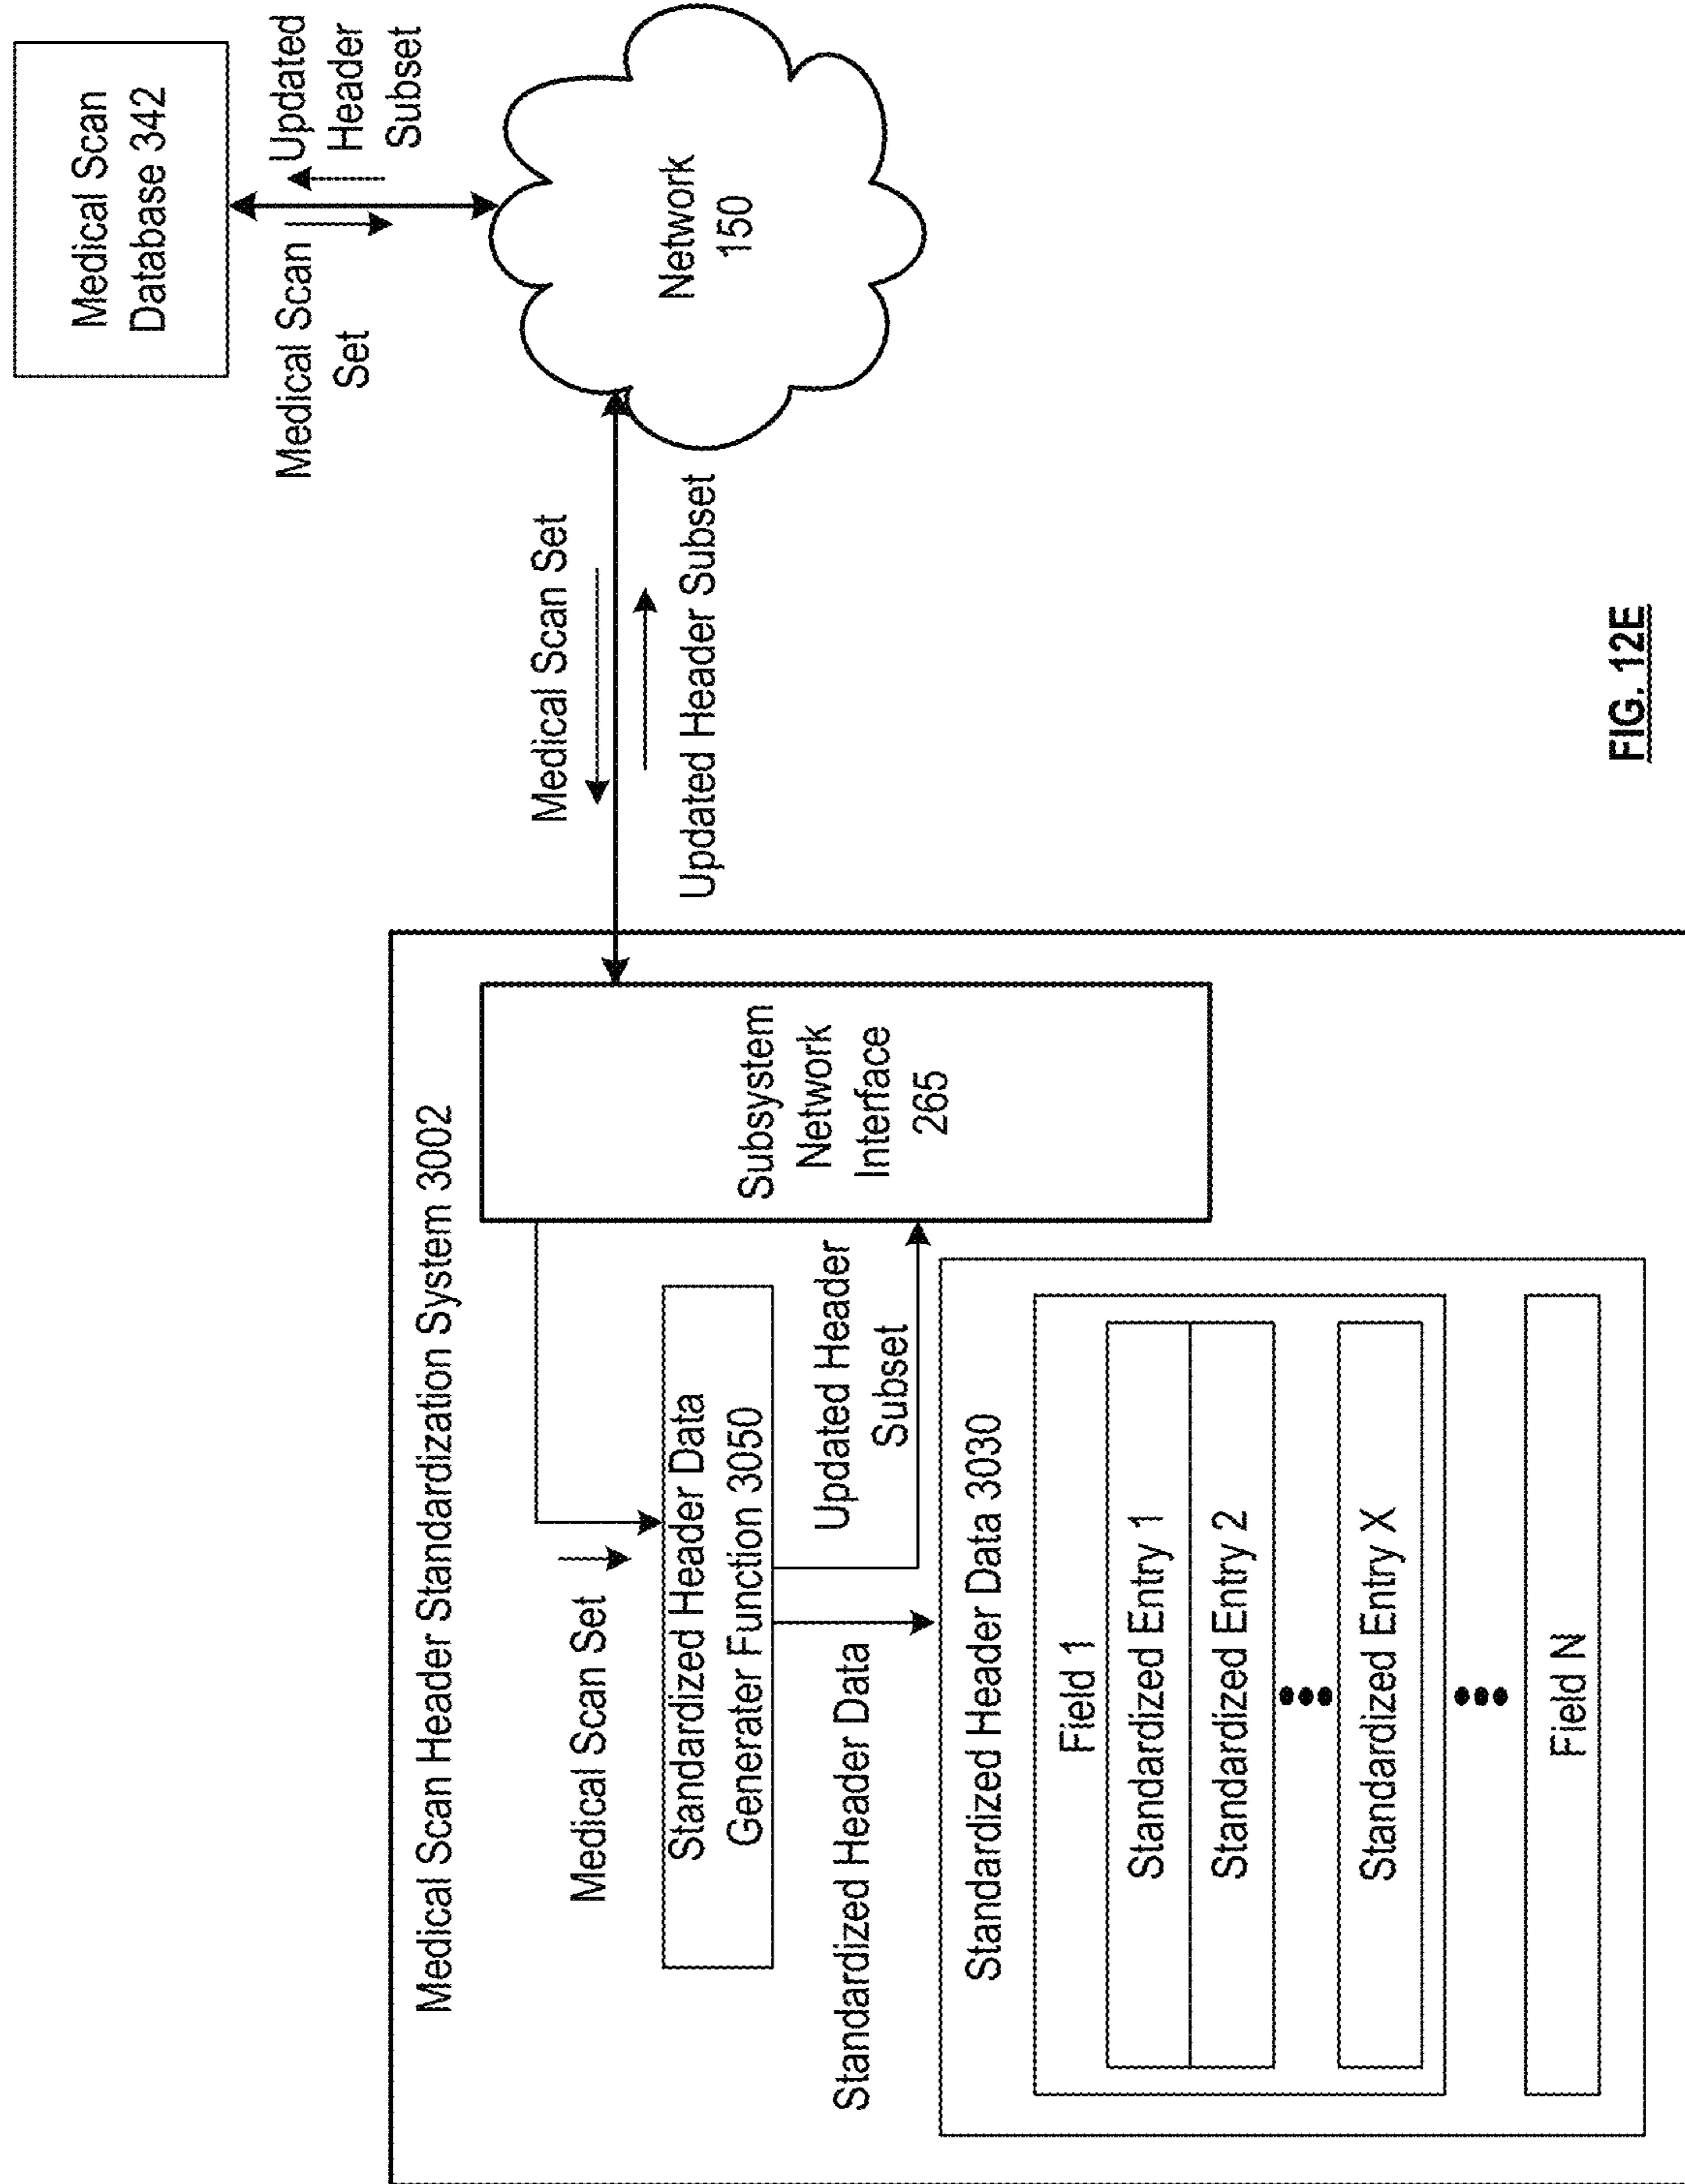 Medical Scan Header Standardization System 3002
Medical Scan Set
Standardized Header Data
Generater Function 3050
Standardized Header Data
Updated Header
Subset
Subsystem
Network
Interface
265
Standardized Header Data 3030
Field 1
Standardized Entry 1
Standardized Entry 2
Standardized Entry X
Field N
Medical Scan Set
Updated Header Subset
Network
150
Medical Scan
Set
Updated
Header
Subset
Medical Scan
Database 342
FIG. 12E